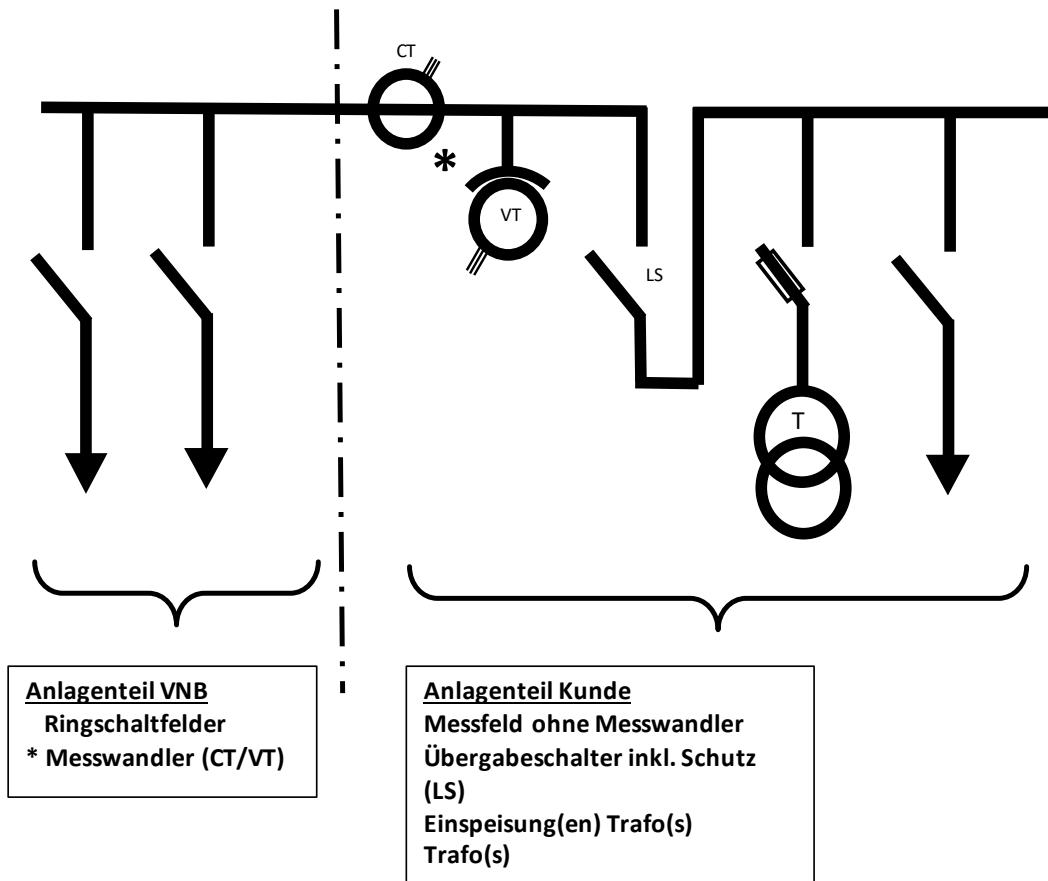 CT
*
VT
LS
T
Anlagenteil VNB
Ringschaltfelder
* Messwandler (CT/VT)
Anlagenteil Kunde
Messfeld ohne Messwandler
Übergabeschalter inkl. Schutz
(LS)
Einspeisung(en) Trafo(s)
Trafo(s)